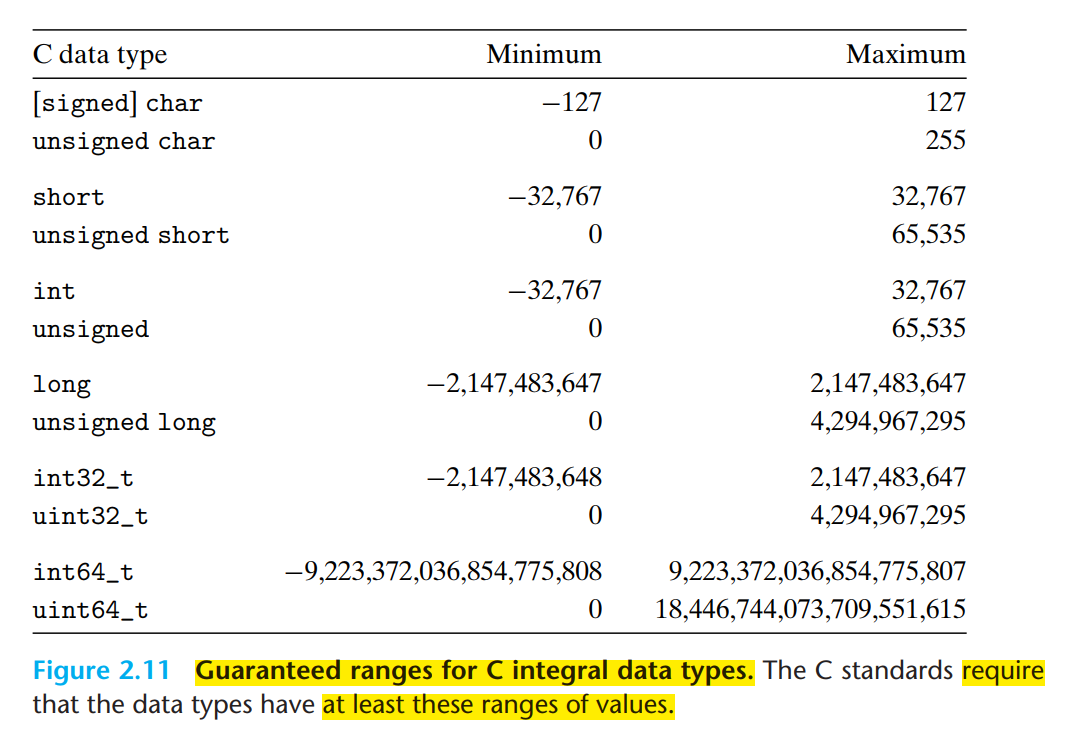 C data type Minimum Maximum
[signed] char −127 127
unsigned char 0 255
short −32,767 32,767
unsigned short 0 65,535
int −32,767 32,767
unsigned 0 65,535
long −2,147,483,647 2,147,483,647
unsigned long 0 4,294,967,295
int32_t −2,147,483,648 2,147,483,647
uint32_t 0 4,294,967,295
int64_t −9,223,372,036,854,775,808 9,223,372,036,854,775,807
uint64_t 0 18,446,744,073,709,551,615
Figure 2.11 Guaranteed ranges for C integral data types. The C standards require
that the data types have at least these ranges of values.